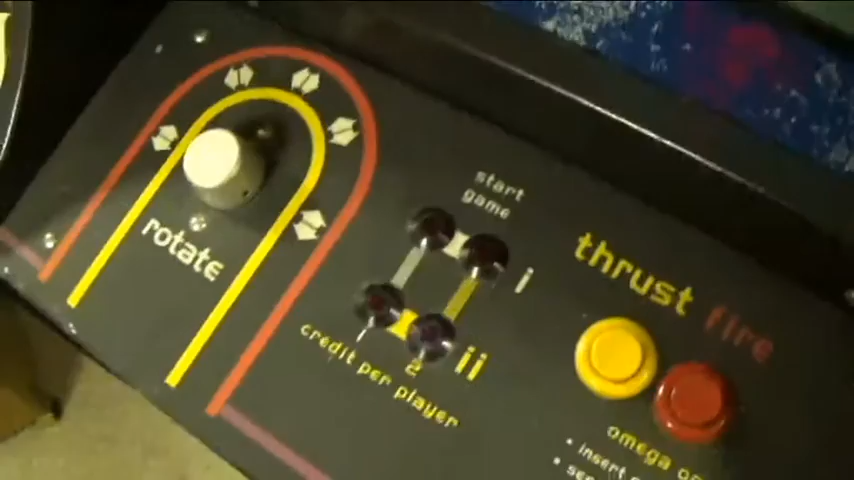 rotate
start
game
i
ii
credit per player
2
thrust
fire
omega
insert